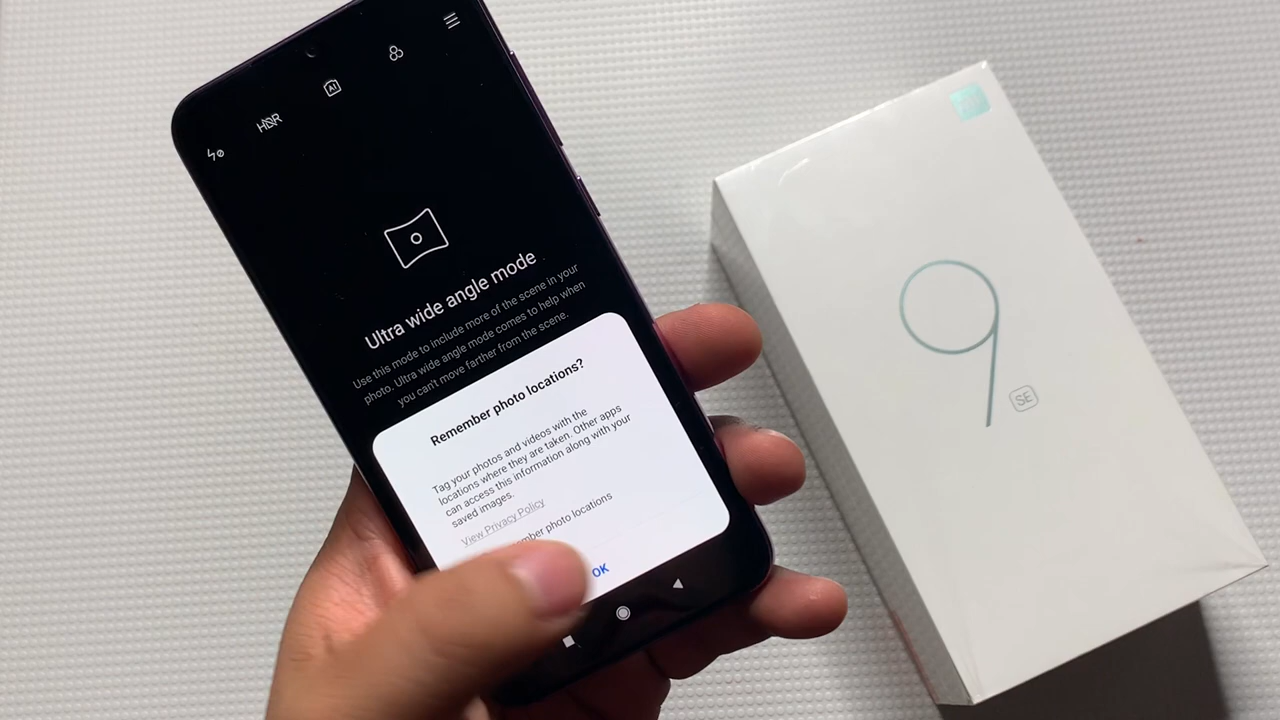 HDR
AI
Ultra wide angle mode
Use this mode to include more of the scene in your
photo. Ultra wide angle mode comes to help when
you can't move farther from the scene.
Remember photo locations?
Tag your photos and videos with the
locations where they are taken. Other apps
can access this information along with your
saved images.
View Privacy Policy
photo locations
OK
9
SE